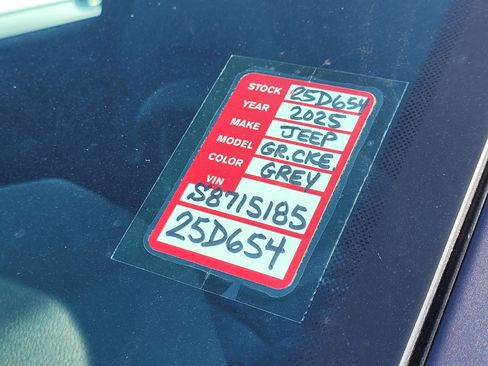 STOCK 25D654
YEAR 2025
MAKE JEEP
MODEL GR.CKE.
COLOR GREY
VIN
S8715185
25D654